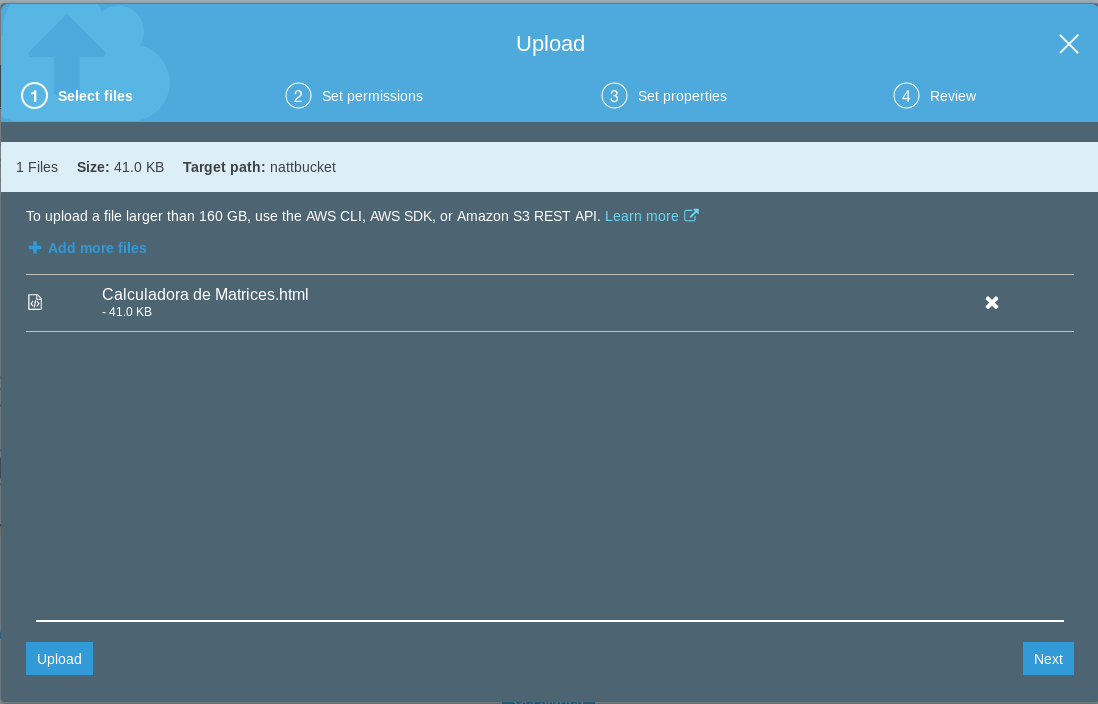 Upload
1 Select files
2 Set permissions
3 Set properties
4 Review
1 Files Size: 41.0 KB Target path: nattbucket
To upload a file larger than 160 GB, use the AWS CLI, AWS SDK, or Amazon S3 REST API. Learn more
Add more files
Calculadora de Matrices.html
- 41.0 KB
Upload
Next